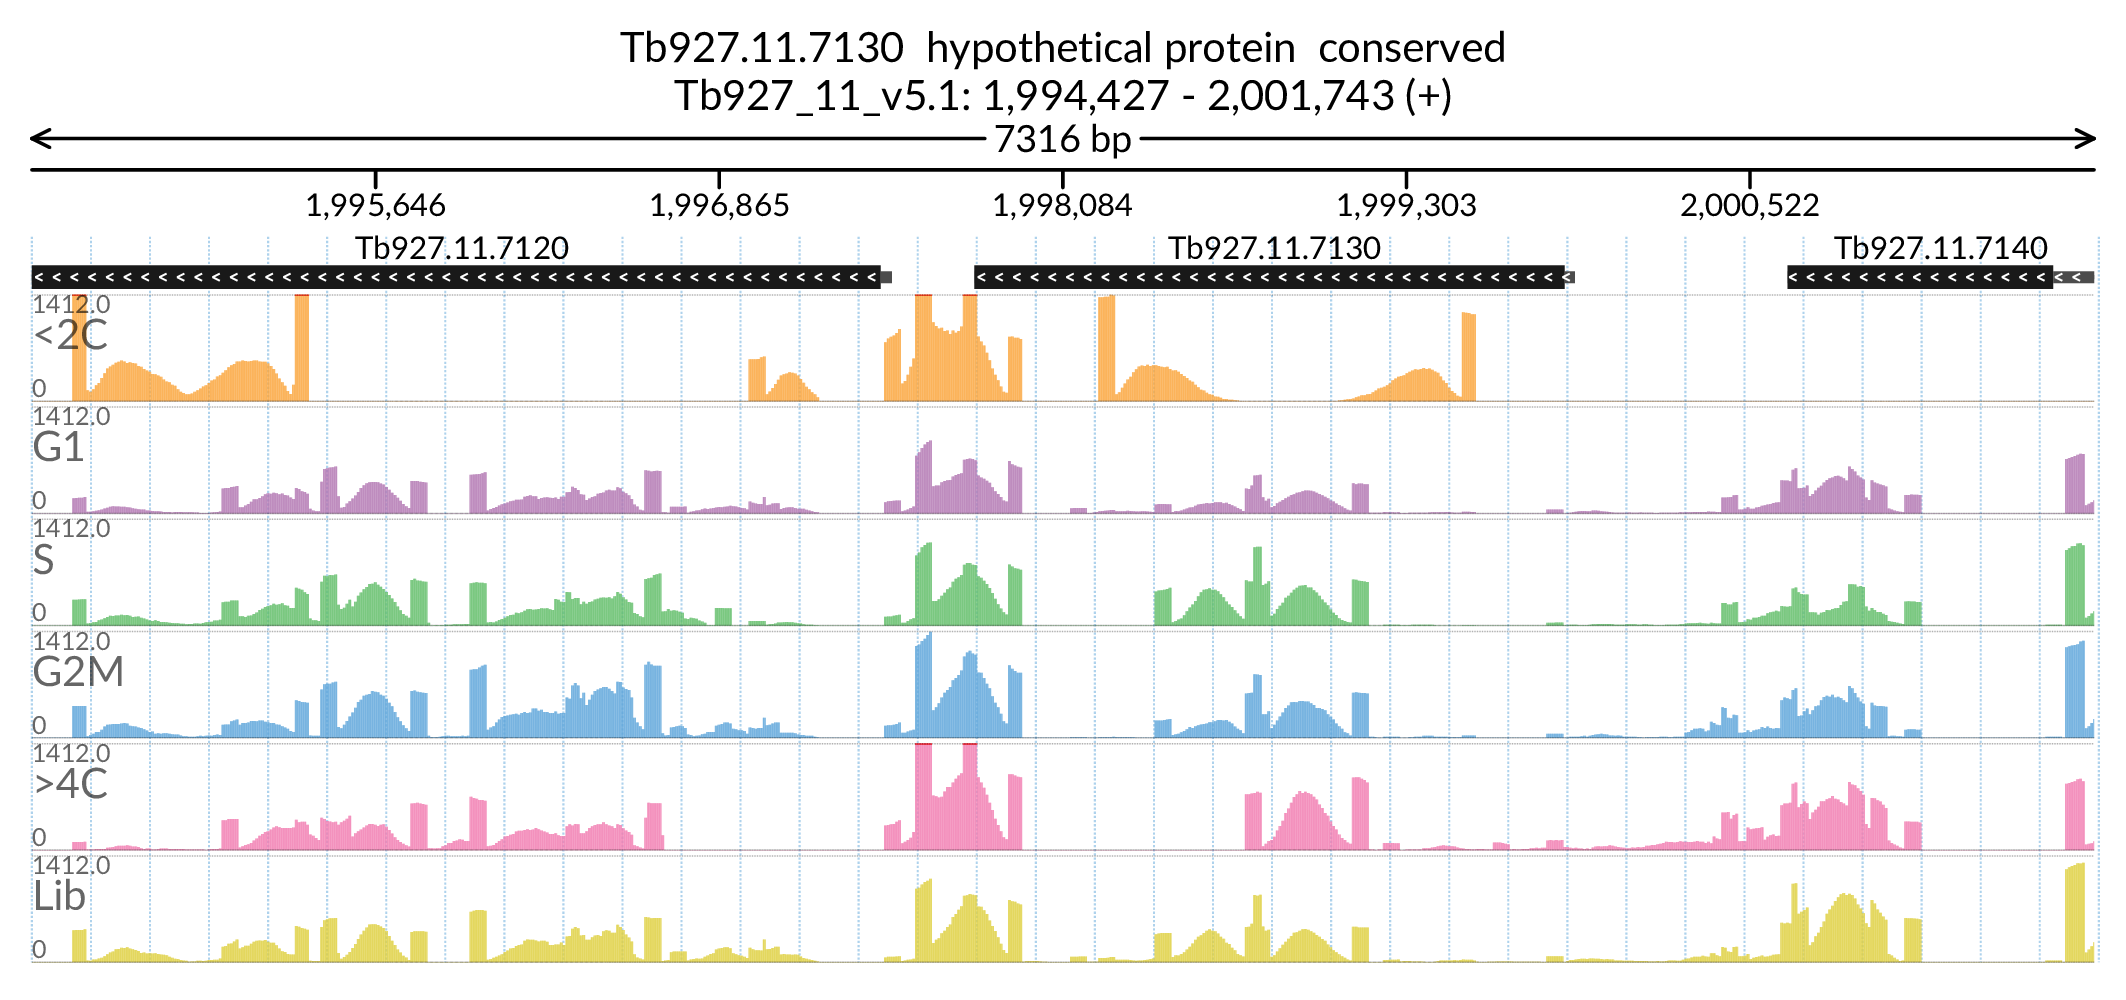 Tb927.11.7130  hypothetical protein  conserved
Tb927_11_v5.1: 1,994,427 - 2,001,743 (+)
7316 bp
1,995,646 1,996,865 1,998,084 1,999,303 2,000,522
Tb927.11.7120 Tb927.11.7130 Tb927.11.7140
1412.0
<2C
0
1412.0
G1
0
1412.0
S
0
1412.0
G2M
0
1412.0
>4C
0
1412.0
Lib
0